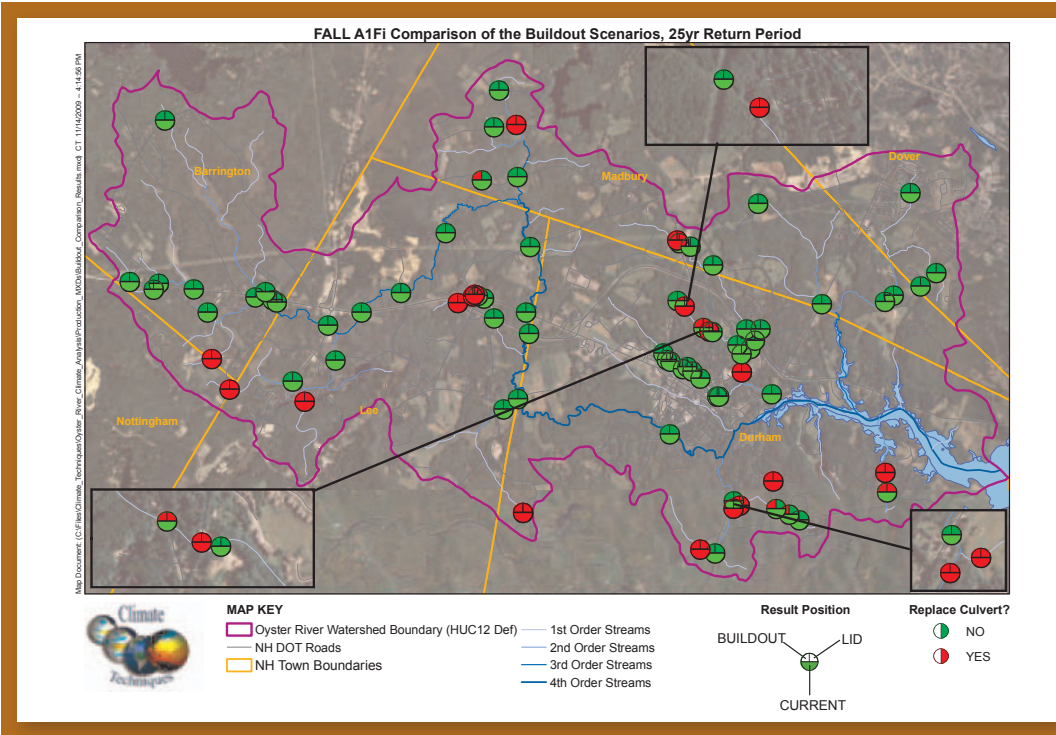 FALL A1Fi Comparison of the Buildout Scenarios, 25yr Return Period
Map Document: (C:\Files\Climate_Techniques\Oyster_River_Climate_Analysis\Production_MXDs\Buildout_Comparison_Results.mxd) CT 11/14/2009 -- 4:14:56 PM
Barrington
Madbury
Dover
Nottingham
Lee
Durham
Climate
Techniques
MAP KEY
Oyster River Watershed Boundary (HUC12 Def)
NH DOT Roads
NH Town Boundaries
1st Order Streams
2nd Order Streams
3rd Order Streams
4th Order Streams
Result Position
BUILDOUT
LID
CURRENT
Replace Culvert?
NO
YES